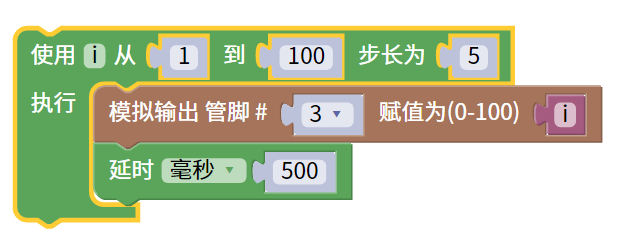 使用 i 从 1 到 100 步长为 5
执行 模拟输出 管脚 # 3 赋值为(0-100) i
延时 毫秒 500